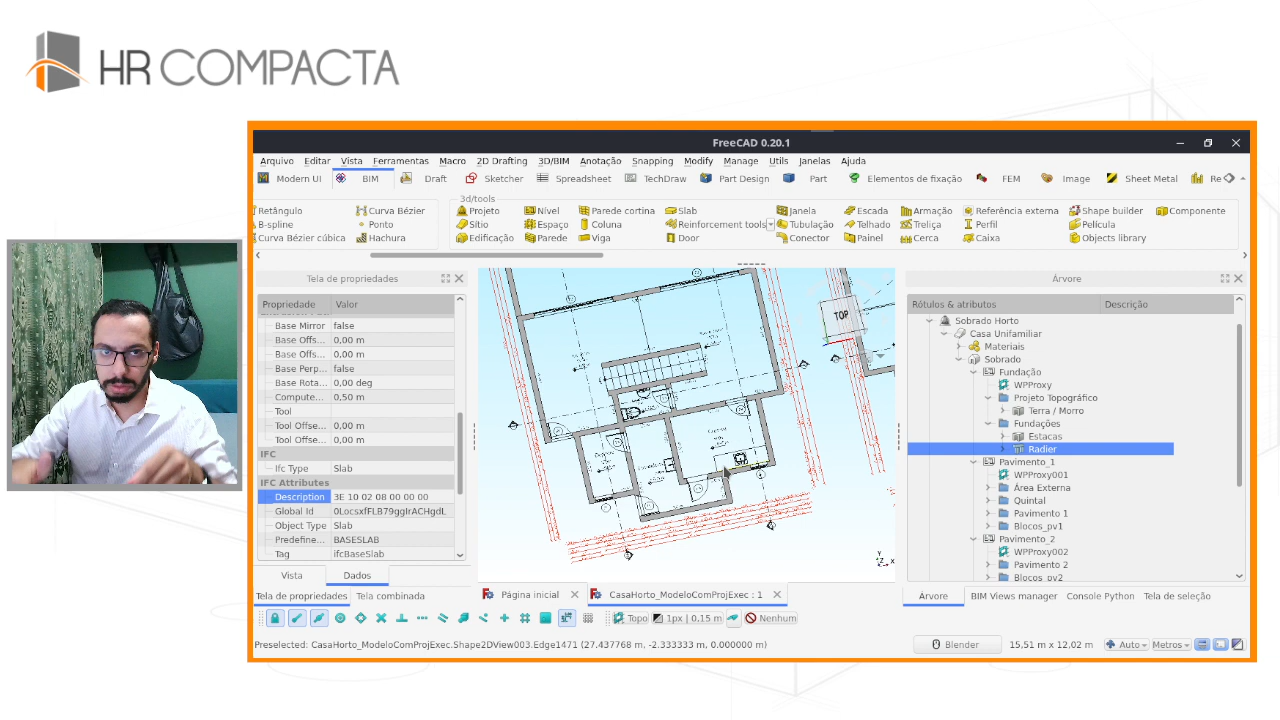 HR COMPACTA
FreeCAD 0.20.1
Arquivo Editar Vista Ferramentas Macro 2D Drafting 3D/BIM Anotação Snapping Modify Manage Utils Janelas Ajuda
Modern UI BIM Draft Sketcher Spreadsheet TechDraw Part Design Part Elementos de fixação FEM Image Sheet Metal Re
3d/tools
Retângulo Curva Bézier Projeto Nível Parede cortina Slab Janela Escada Armação Referência externa Shape builder Componente
B-spline Ponto Sítio Espaço Coluna Reinforcement tools Tubulação Telhado Treliça Perfil Película
Curva Bézier cúbica Hachura Edificação Parede Viga Door Conector Painel Cerca Caixa Objects library
Tela de propriedades
Árvore
Propriedade Valor
Rótulos & atributos Descrição
Base Mirror false
Base Offs... 0,00 m
Base Offs... 0,00 m
Base Perp... false
Base Rota... 0,00 deg
Compute... 0,50 m
Tool
Tool Offse... 0,00 m
Tool Offse... 0,00 m
IFC
Ifc Type Slab
IFC Attributes
Description 3E 10 02 08 00 00 00
Global Id 0LocsxfFLB79ggIrACHgdL
Object Type Slab
Predefine... BASESLAB
Tag ifcBaseSlab
Vista Dados
Tela de propriedades Tela combinada
TOP
Y
Z X
Sobrado Horto
Casa Unifamiliar
Materiais
Sobrado
Fundação
WPProxy
Projeto Topográfico
Terra / Morro
Fundações
Estacas
Radier
Pavimento_1
WPProxy001
Área Externa
Quintal
Pavimento 1
Blocos_pv1
Pavimento_2
WPProxy002
Pavimento 2
Blocos_pv2
Página inicial CasaHorto_ModeloComProjExec : 1
Árvore BIM Views manager Console Python Tela de seleção
Topo 1px | 0.15 m Nenhum
Preselected: CasaHorto_ModeloComProjExec.Shape2DView003.Edge1471 (27.437768 m, -2.333333 m, 0.000000 m)
Blender 15,51 m x 12,02 m Auto Metros